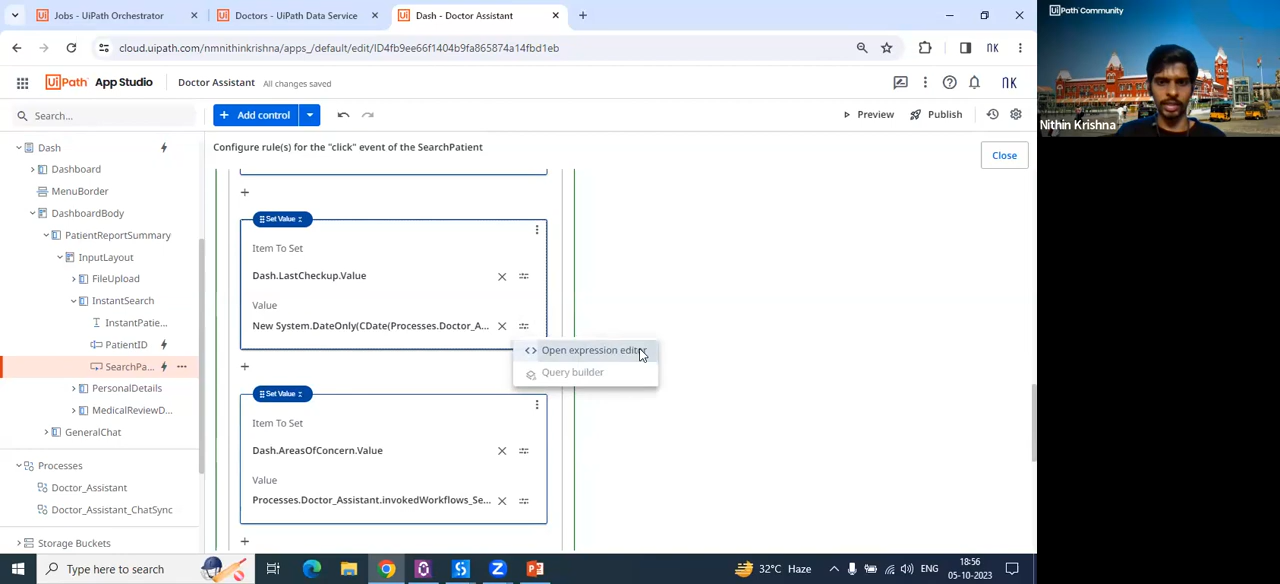 Jobs - UiPath Orchestrator
Doctors - UiPath Data Service
Dash - Doctor Assistant
cloud.uipath.com/nmnithinkrishna/apps_/default/edit/ID4fb9ee66f1404b9fa865874a14fbd1eb
NK
UiPath Community
Nithin Krishna
UiPath App Studio
Doctor Assistant
All changes saved
NK
Search...
Add control
Preview
Publish
Configure rule(s) for the "click" event of the SearchPatient
Close
Dash
Dashboard
MenuBorder
DashboardBody
PatientReportSummary
InputLayout
FileUpload
InstantSearch
InstantPatie...
PatientID
SearchPa...
PersonalDetails
MedicalReviewD...
GeneralChat
Processes
Doctor_Assistant
Doctor_Assistant_ChatSync
Storage Buckets
Set Value
Item To Set
Dash.LastCheckup.Value
Value
New System.DateOnly(CDate(Processes.Doctor_A...
Open expression editor
Query builder
Set Value
Item To Set
Dash.AreasOfConcern.Value
Value
Processes.Doctor_Assistant.invokedWorkflows_Se...
Type here to search
32°C Haze
ENG
18:56
05-10-2023